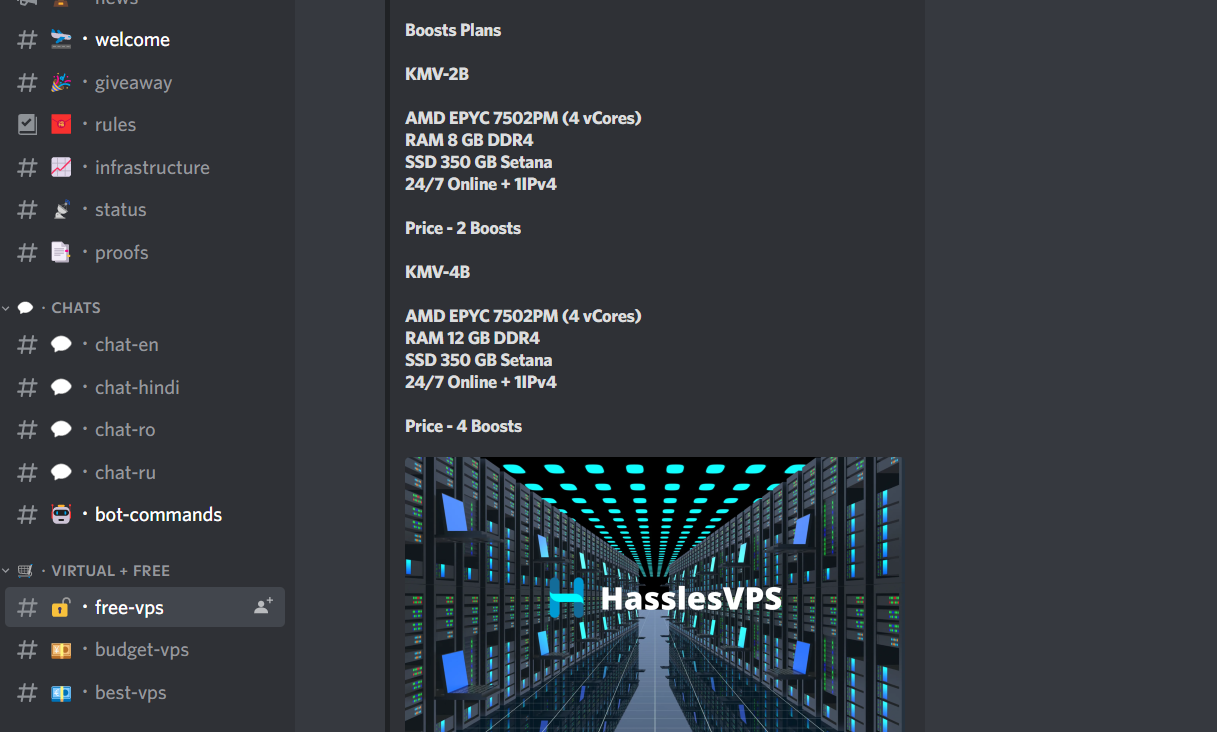 news
welcome
giveaway
rules
infrastructure
status
proofs
CHATS
chat-en
chat-hindi
chat-ro
chat-ru
bot-commands
VIRTUAL + FREE
free-vps
budget-vps
best-vps
Boosts Plans
KMV-2B
AMD EPYC 7502PM (4 vCores)
RAM 8 GB DDR4
SSD 350 GB Setana
24/7 Online + 1IPv4
Price - 2 Boosts
KMV-4B
AMD EPYC 7502PM (4 vCores)
RAM 12 GB DDR4
SSD 350 GB Setana
24/7 Online + 1IPv4
Price - 4 Boosts
HasslesVPS